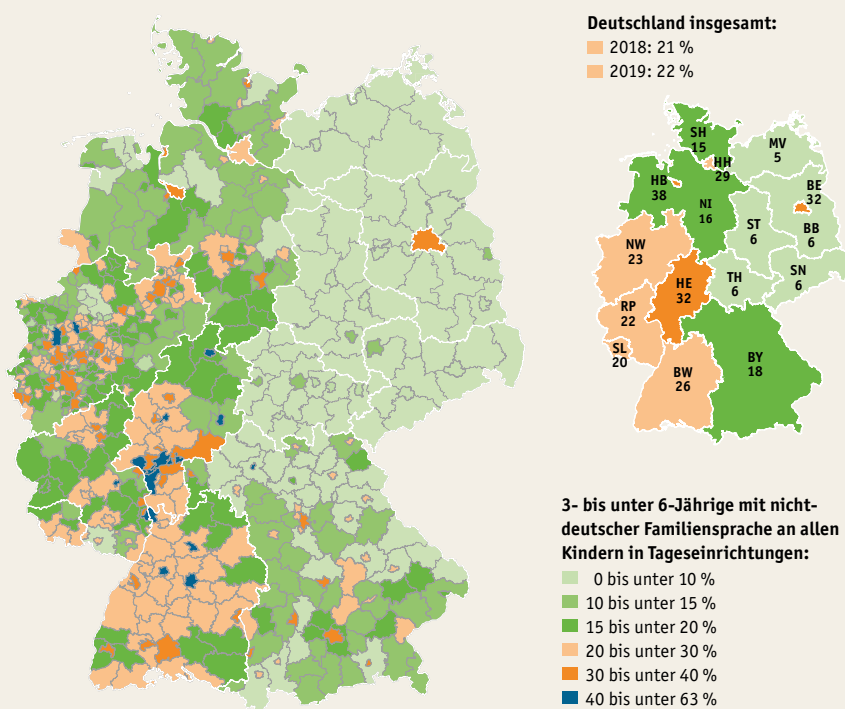 Deutschland insgesamt:
2018: 21 %
2019: 22 %
SH
15
MV
5
HH
29
HB
38
BE
32
NI
16
ST
6
BB
6
NW
23
HE
32
TH
6
SN
6
RP
22
SL
20
BY
18
BW
26
3- bis unter 6-Jährige mit nicht-
deutscher Familiensprache an allen
Kindern in Tageseinrichtungen:
0 bis unter 10 %
10 bis unter 15 %
15 bis unter 20 %
20 bis unter 30 %
30 bis unter 40 %
40 bis unter 63 %